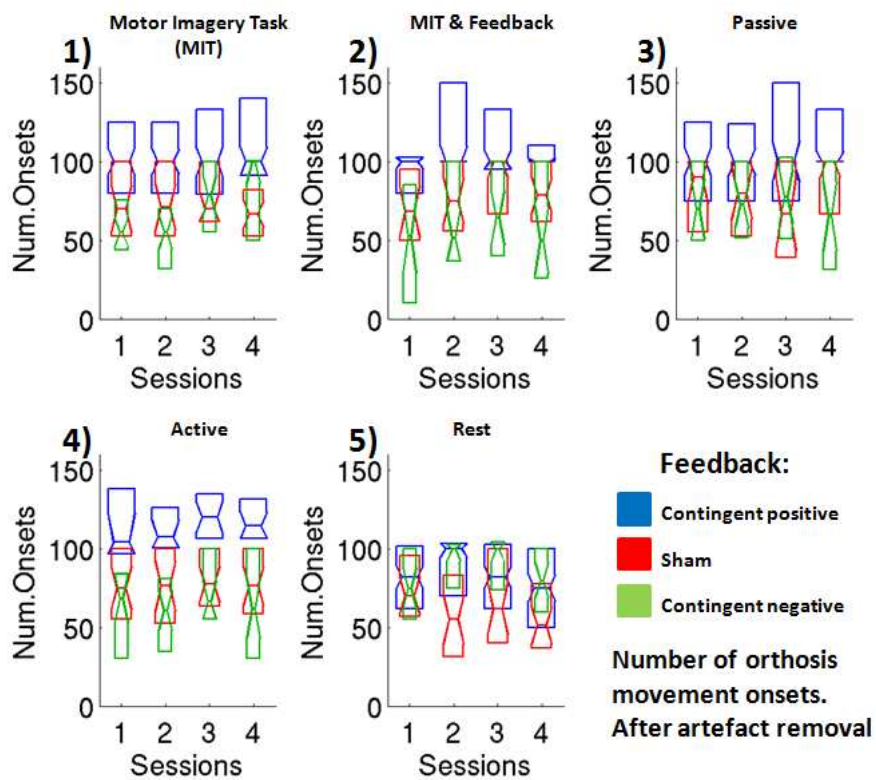 Motor Imagery Task
(MIT)
MIT & Feedback
Passive
1)
2)
3)
150
100
50
0
Num.Onsets
1 2 3 4
Sessions
150
100
50
0
Num.Onsets
1 2 3 4
Sessions
150
100
50
0
Num.Onsets
1 2 3 4
Sessions
Active
Rest
4)
5)
150
100
50
0
Num.Onsets
1 2 3 4
Sessions
150
100
50
0
Num.Onsets
1 2 3 4
Sessions
Feedback:
Contingent positive
Sham
Contingent negative
Number of orthosis
movement onsets.
After artefact removal